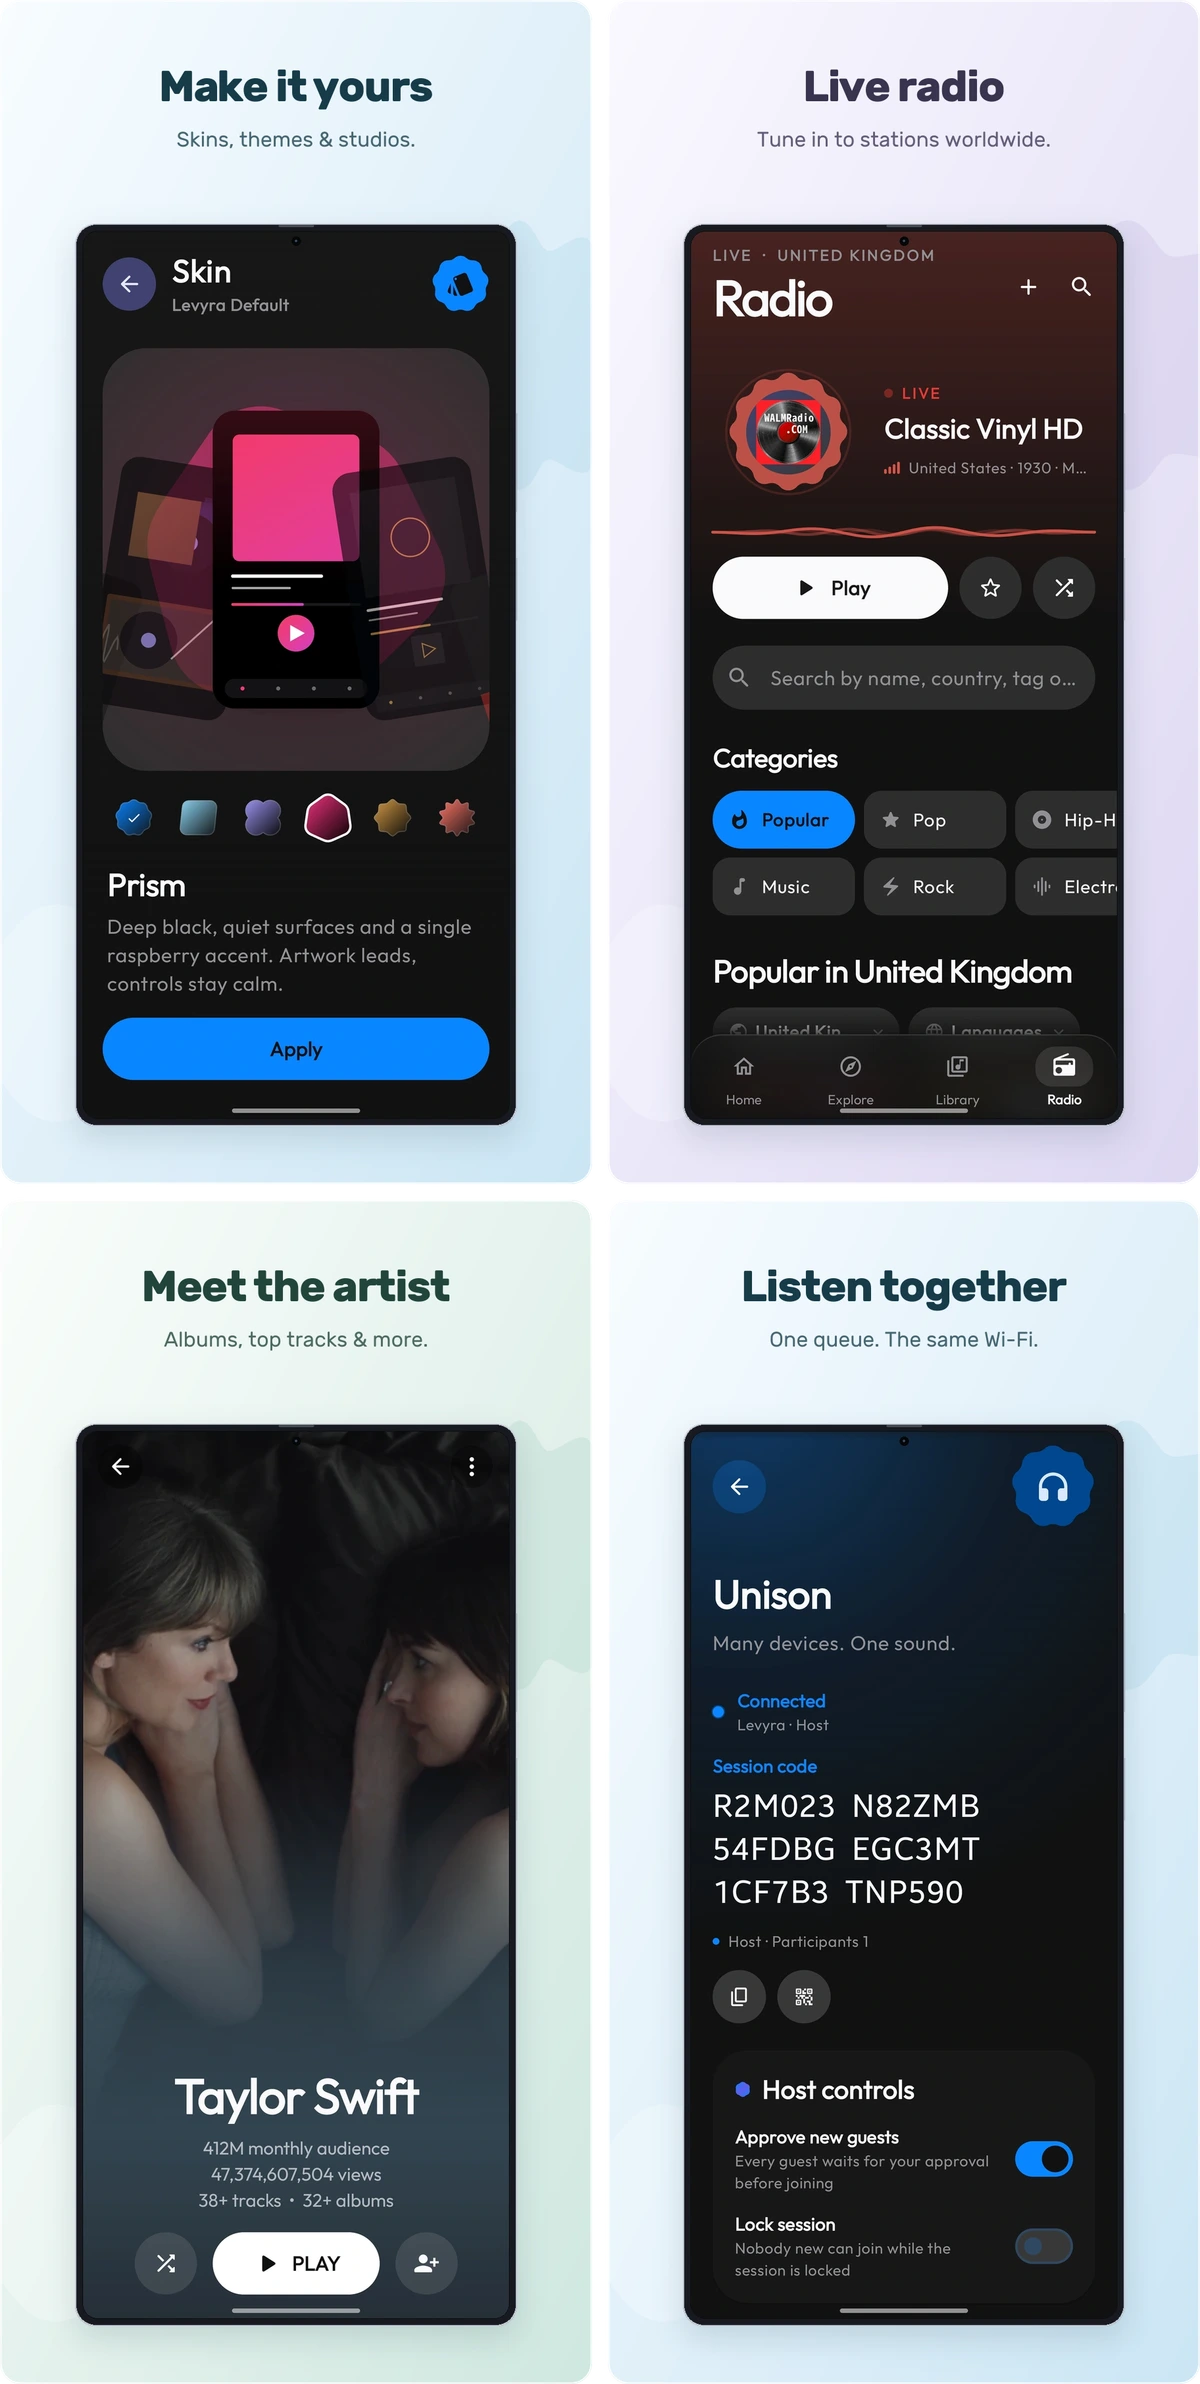 Make it yours
Skins, themes & studios.
Skin
Levyra Default
Prism
Deep black, quiet surfaces and a single
raspberry accent. Artwork leads,
controls stay calm.
Apply
Live radio
Tune in to stations worldwide.
LIVE · UNITED KINGDOM
Radio
WALMRadio
.COM
LIVE
Classic Vinyl HD
United States · 1930 · M...
Play
Search by name, country, tag o...
Categories
Popular
Pop
Hip-H
Music
Rock
Electr
Popular in United Kingdom
United Kin
Languages
Home
Explore
Library
Radio
Meet the artist
Albums, top tracks & more.
Taylor Swift
412M monthly audience
47,374,607,504 views
38+ tracks • 32+ albums
PLAY
Listen together
One queue. The same Wi-Fi.
Unison
Many devices. One sound.
Connected
Levyra · Host
Session code
R2M023 N82ZMB
54FDBG EGC3MT
1CF7B3 TNP590
Host · Participants 1
Host controls
Approve new guests
Every guest waits for your approval
before joining
Lock session
Nobody new can join while the
session is locked